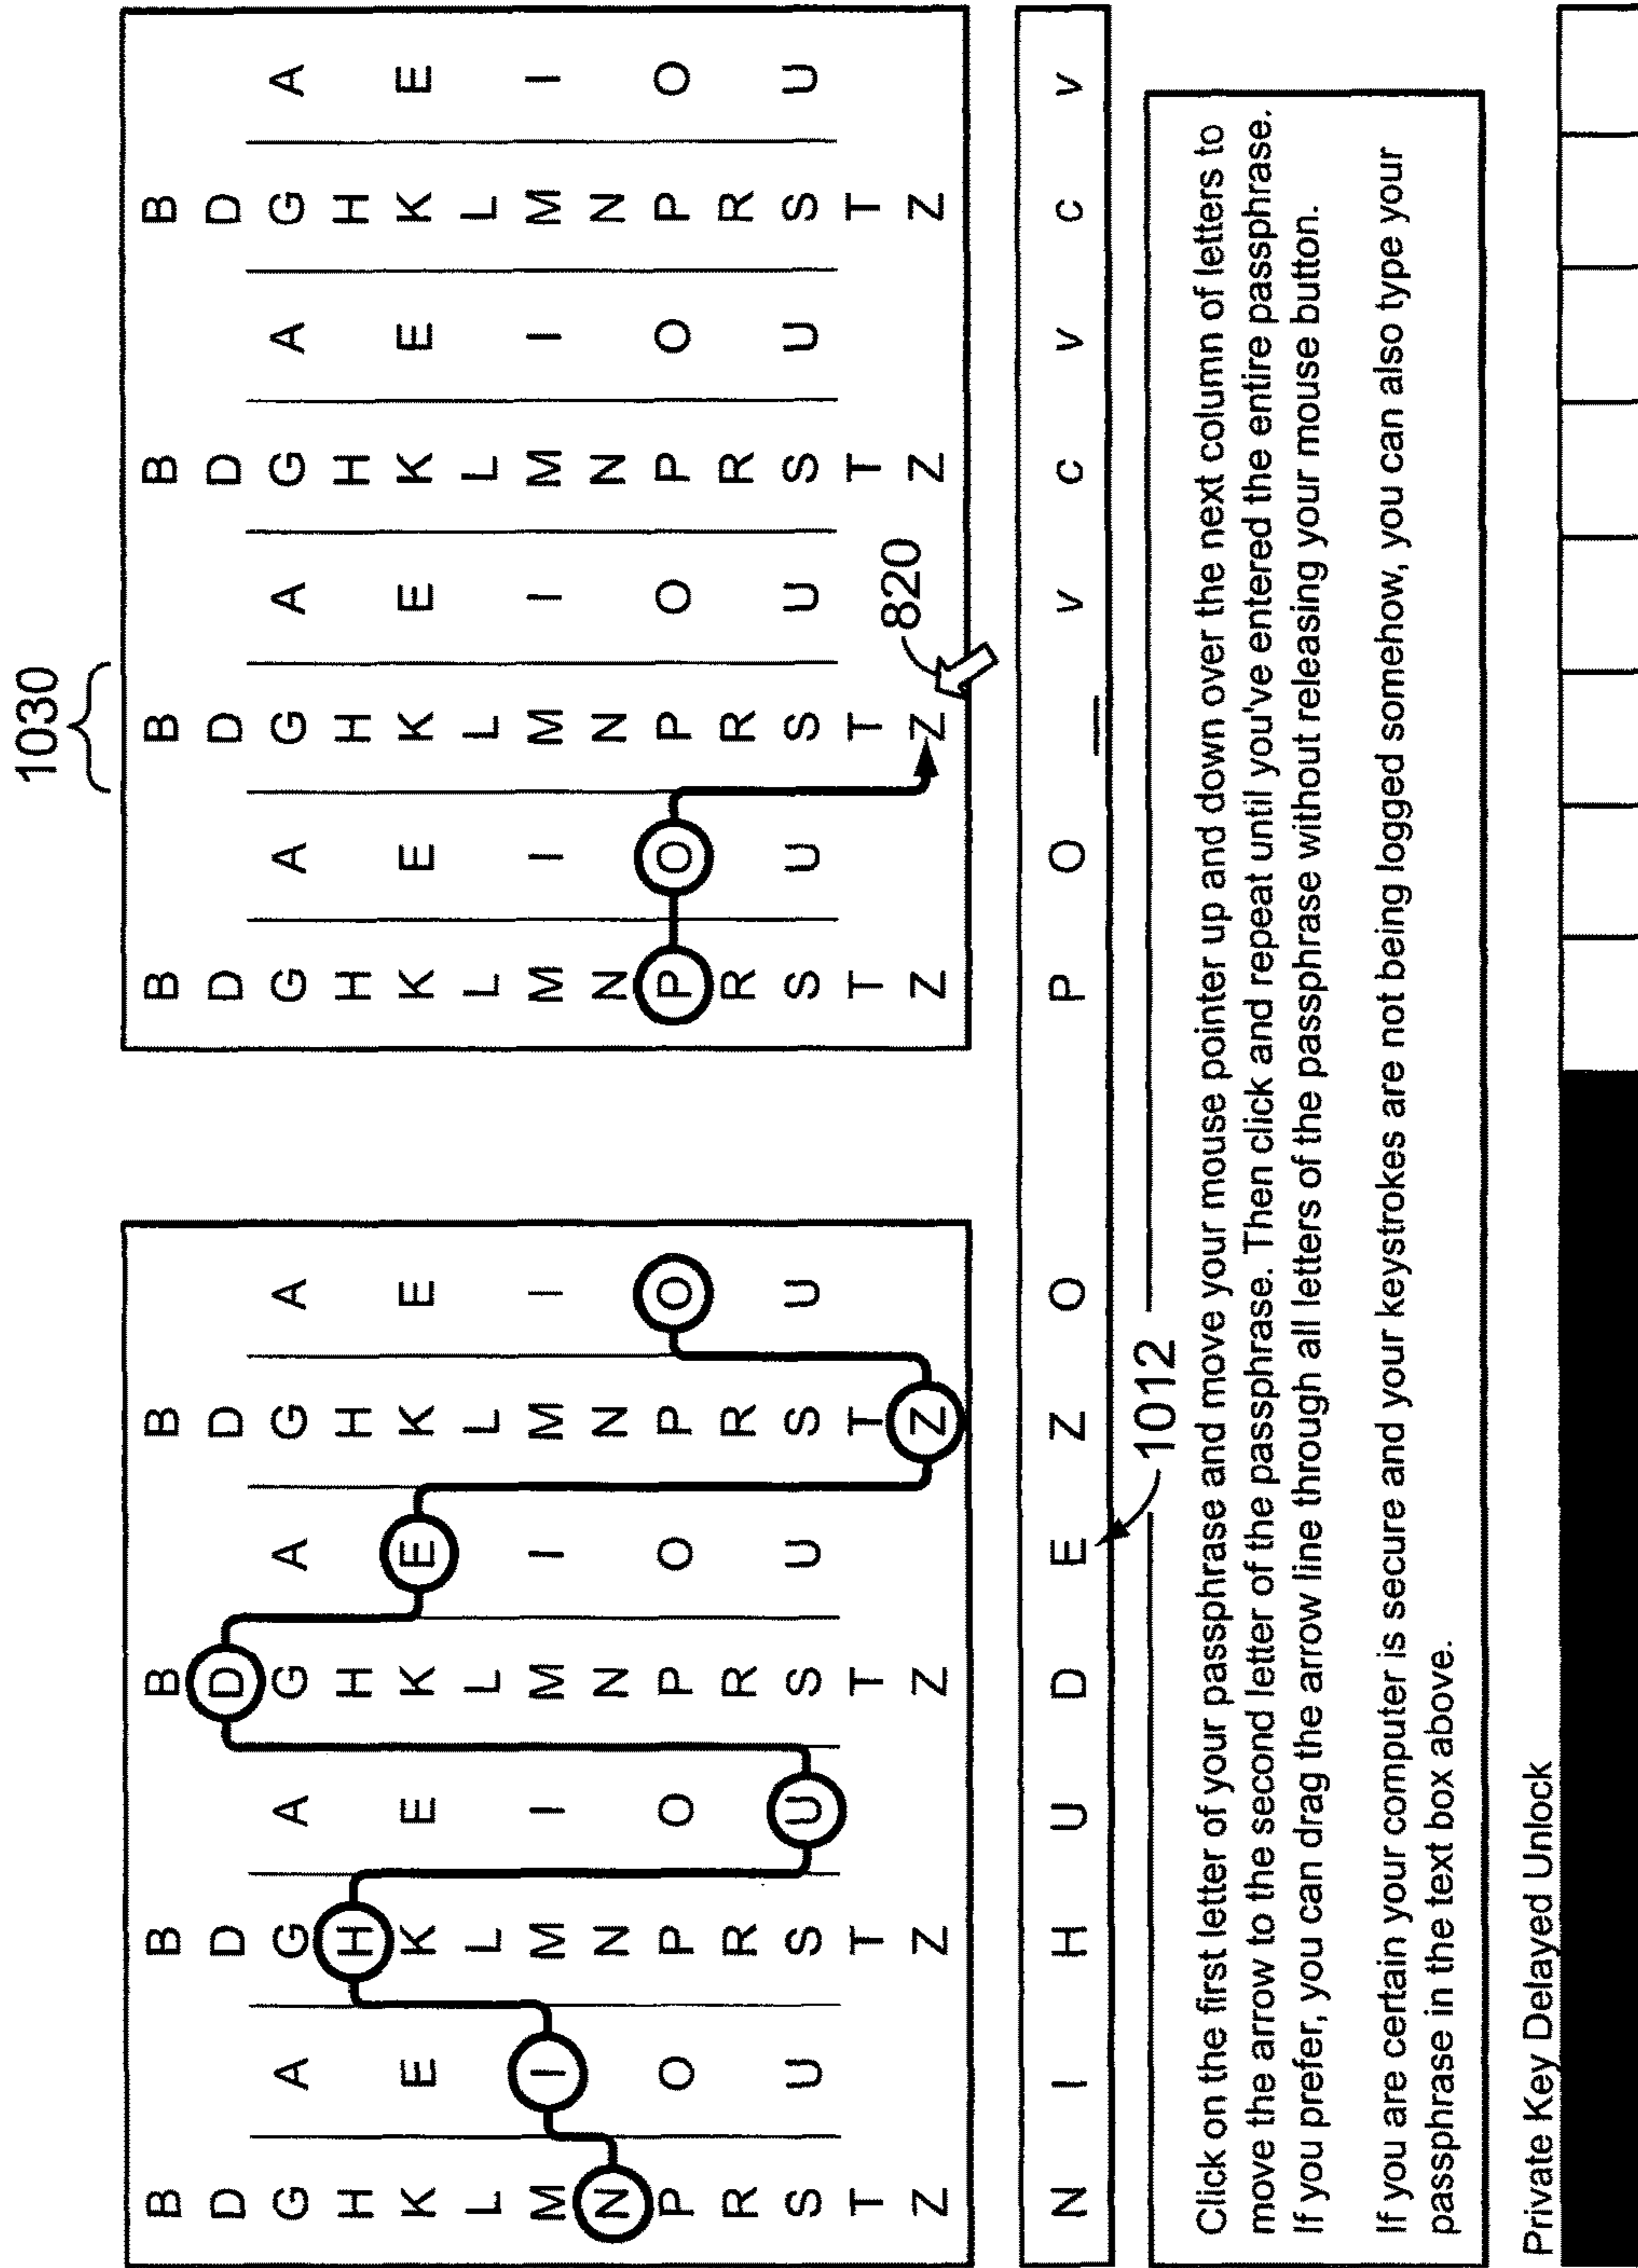 1030
B B B B B B B B
D D D D D D D D
G A G A G A G A G A G A G A G A
H H H H H H H H
K E K E K E K E K E K E K E K E
L L L L L L L L
M I M I M I M I M I M I M I M I
N N N N N N N N
P O P O P O P O P O P O P O P O
R R R R R R R R
S U S U S U S U S U S U S U S U
T T T T T T T T
820
Z Z Z Z Z Z Z Z
N I H U D E Z O P O _ v c v c v
1012
Click on the first letter of your passphrase and move your mouse pointer up and down over the next column of letters to
move the arrow to the second letter of the passphrase. Then click and repeat until you've entered the entire passphrase.
If you prefer, you can drag the arrow line through all letters of the passphrase without releasing your mouse button.
If you are certain your computer is secure and your keystrokes are not being logged somehow, you can also type your
passphrase in the text box above.
Private Key Delayed Unlock